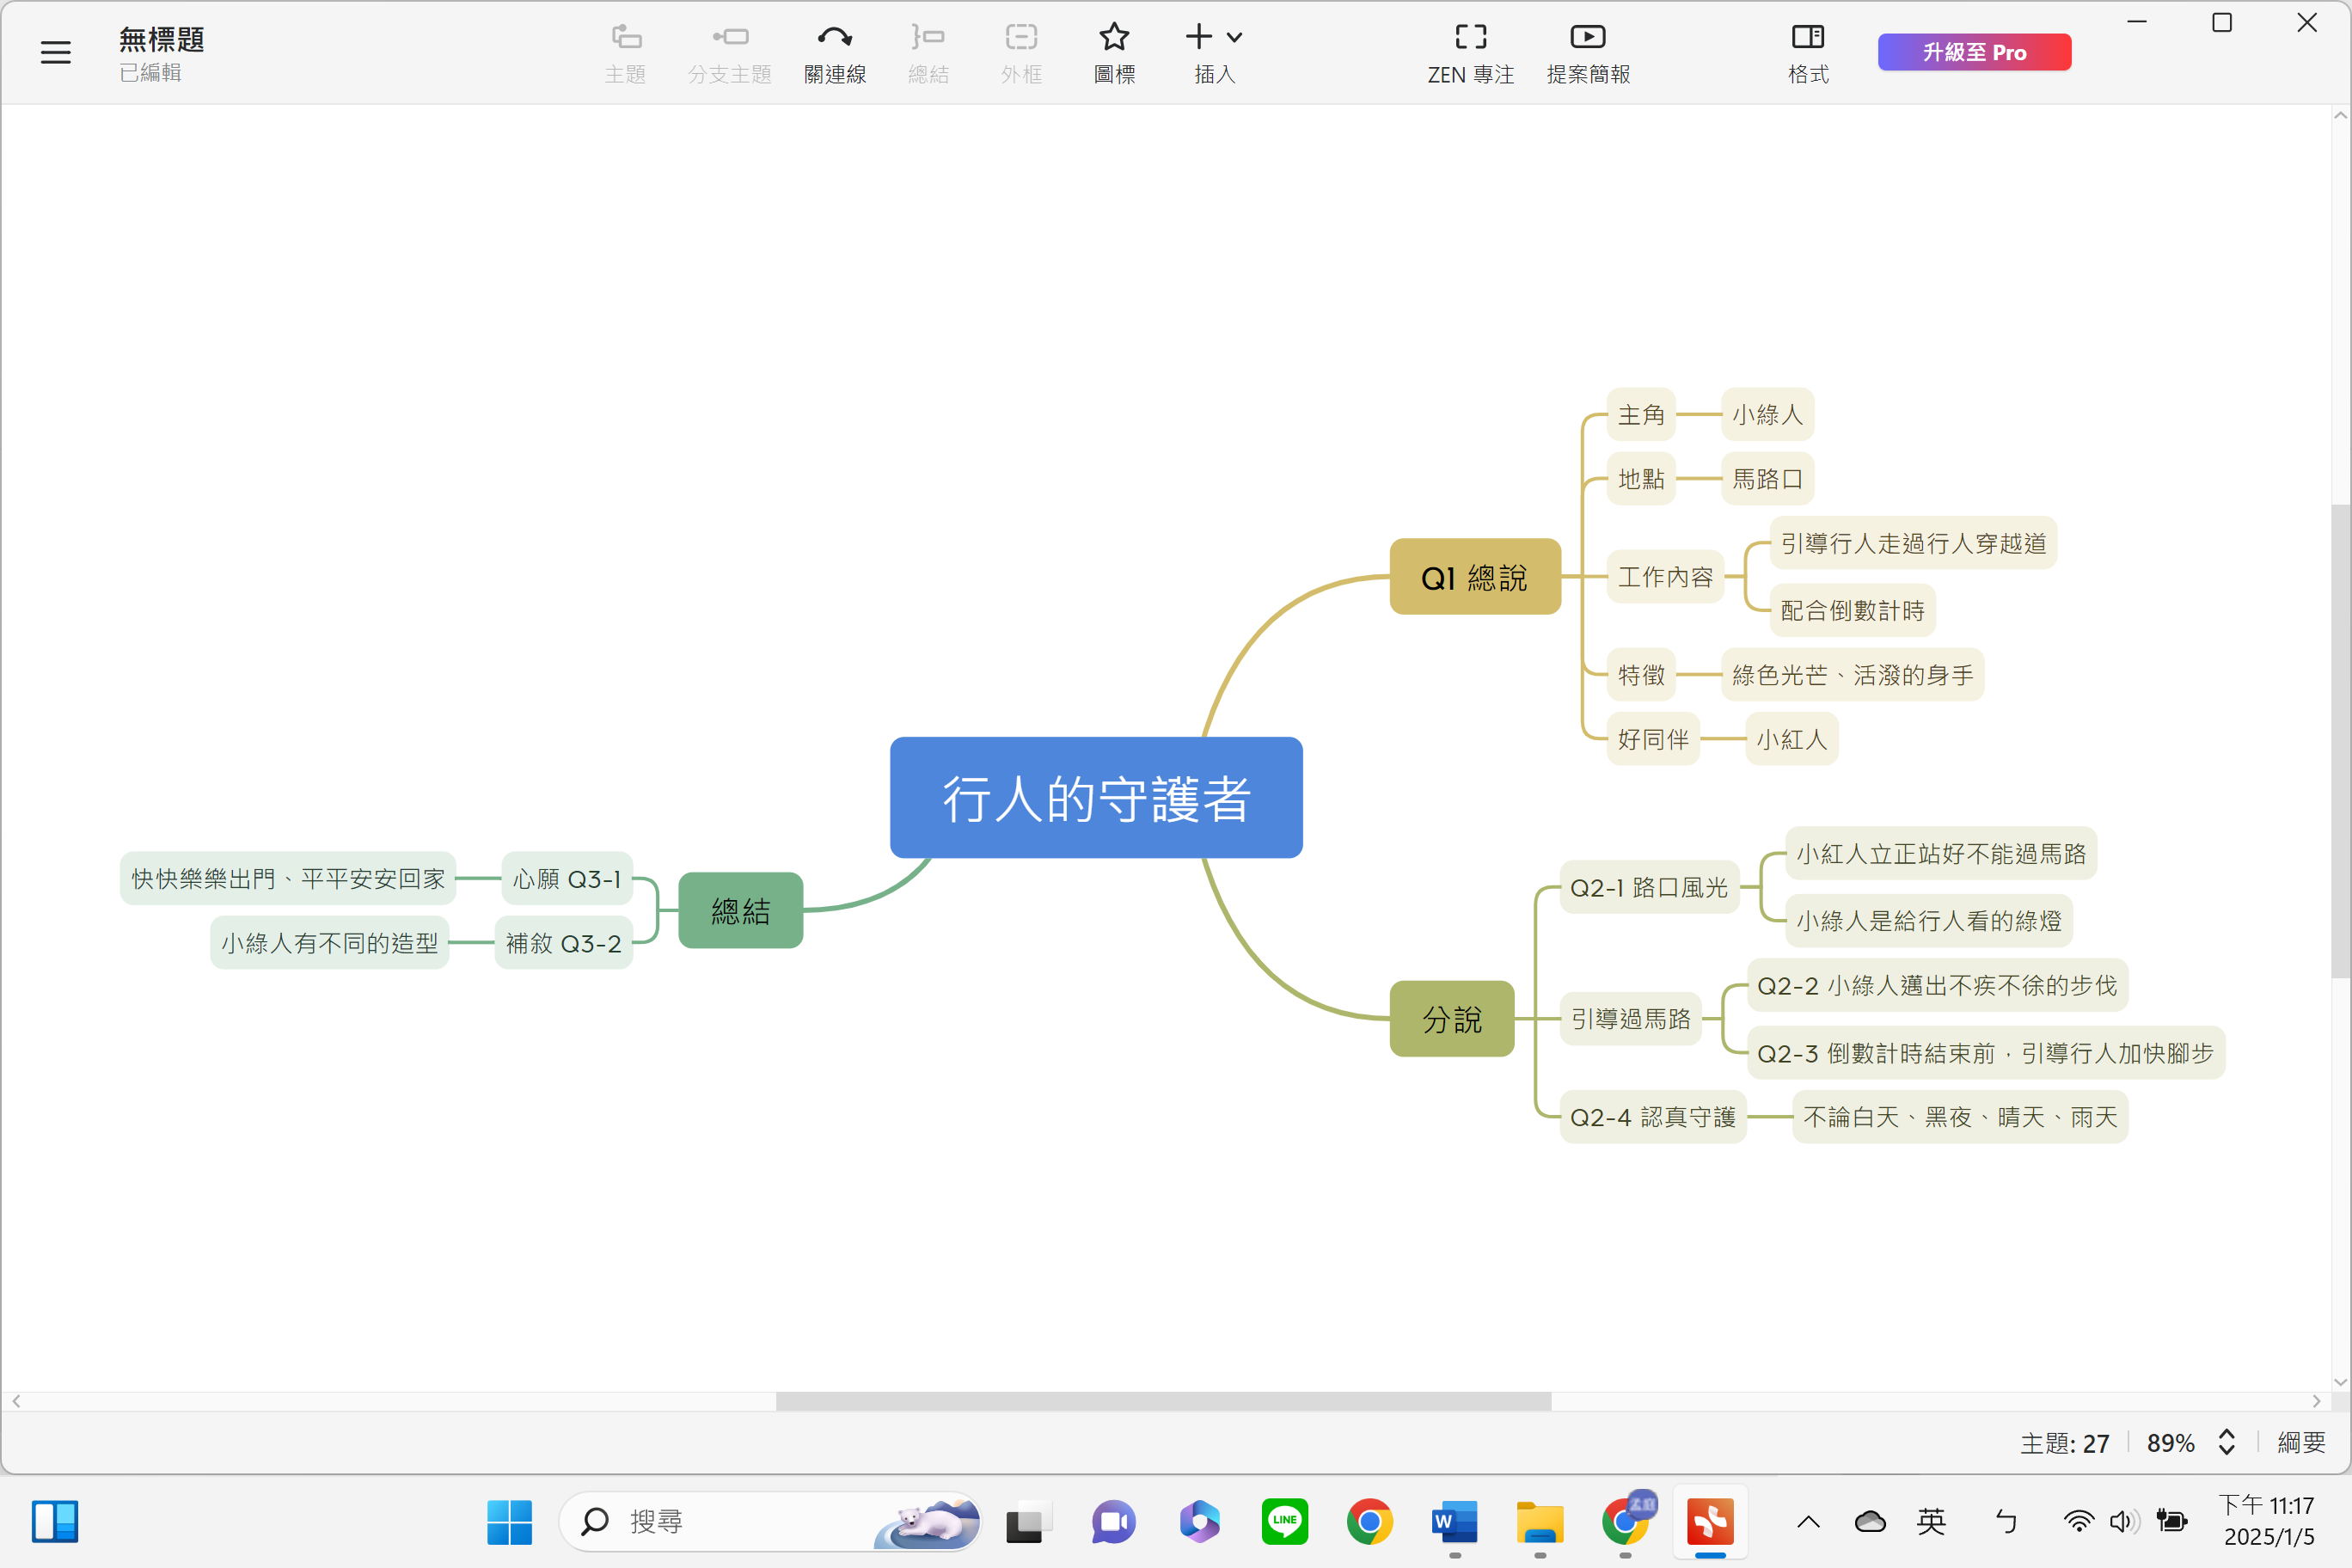 無標題
已編輯
主題
分支主題
關連線
總結
外框
圖標
插入
ZEN 專注
提案簡報
格式
升級至 Pro
行人的守護者
Q1 總說
主角
小綠人
地點
馬路口
工作內容
引導行人走過行人穿越道
配合倒數計時
特徵
綠色光芒、活潑的身手
好同伴
小紅人
分說
Q2-1 路口風光
小紅人立正站好不能過馬路
小綠人是給行人看的綠燈
引導過馬路
Q2-2 小綠人邁出不疾不徐的步伐
Q2-3 倒數計時結束前，引導行人加快腳步
Q2-4 認真守護
不論白天、黑夜、晴天、雨天
總結
心願 Q3-1
快快樂樂出門、平平安安回家
補敘 Q3-2
小綠人有不同的造型
主題: 27
89%
綱要
搜尋
LINE
W
英
ㄅ
下午 11:17
2025/1/5